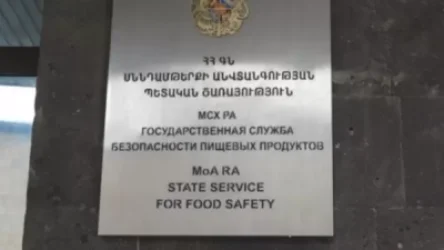 ՀՀ ԳՆ
ՍՆՆԴԱՄԹԵՐՔԻ ԱՆՎՏԱՆԳՈՒԹՅԱՆ
ՊԵՏԱԿԱՆ ԾԱՌԱՅՈՒԹՅՈՒՆ
МСХ РА
ГОСУДАРСТВЕННАЯ СЛУЖБА
БЕЗОПАСНОСТИ ПИЩЕВЫХ ПРОДУКТОВ
MoA RA
STATE SERVICE
FOR FOOD SAFETY